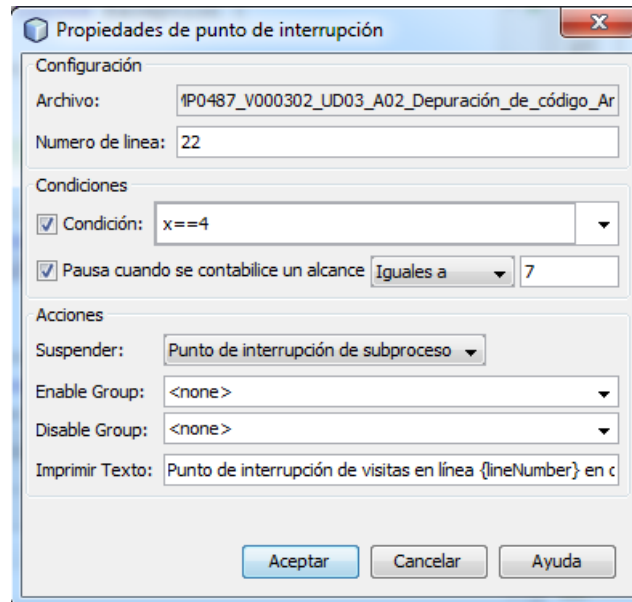 Propiedades de punto de interrupción
Configuración
Archivo: MP0487_V000302_UD03_A02_Depuración_de_código_Ar
Numero de linea: 22
Condiciones
Condición: x==4
Pausa cuando se contabilice un alcance Iguales a 7
Acciones
Suspender: Punto de interrupción de subproceso
Enable Group: <none>
Disable Group: <none>
Imprimir Texto: Punto de interrupción de visitas en línea {lineNumber} en c
Aceptar Cancelar Ayuda